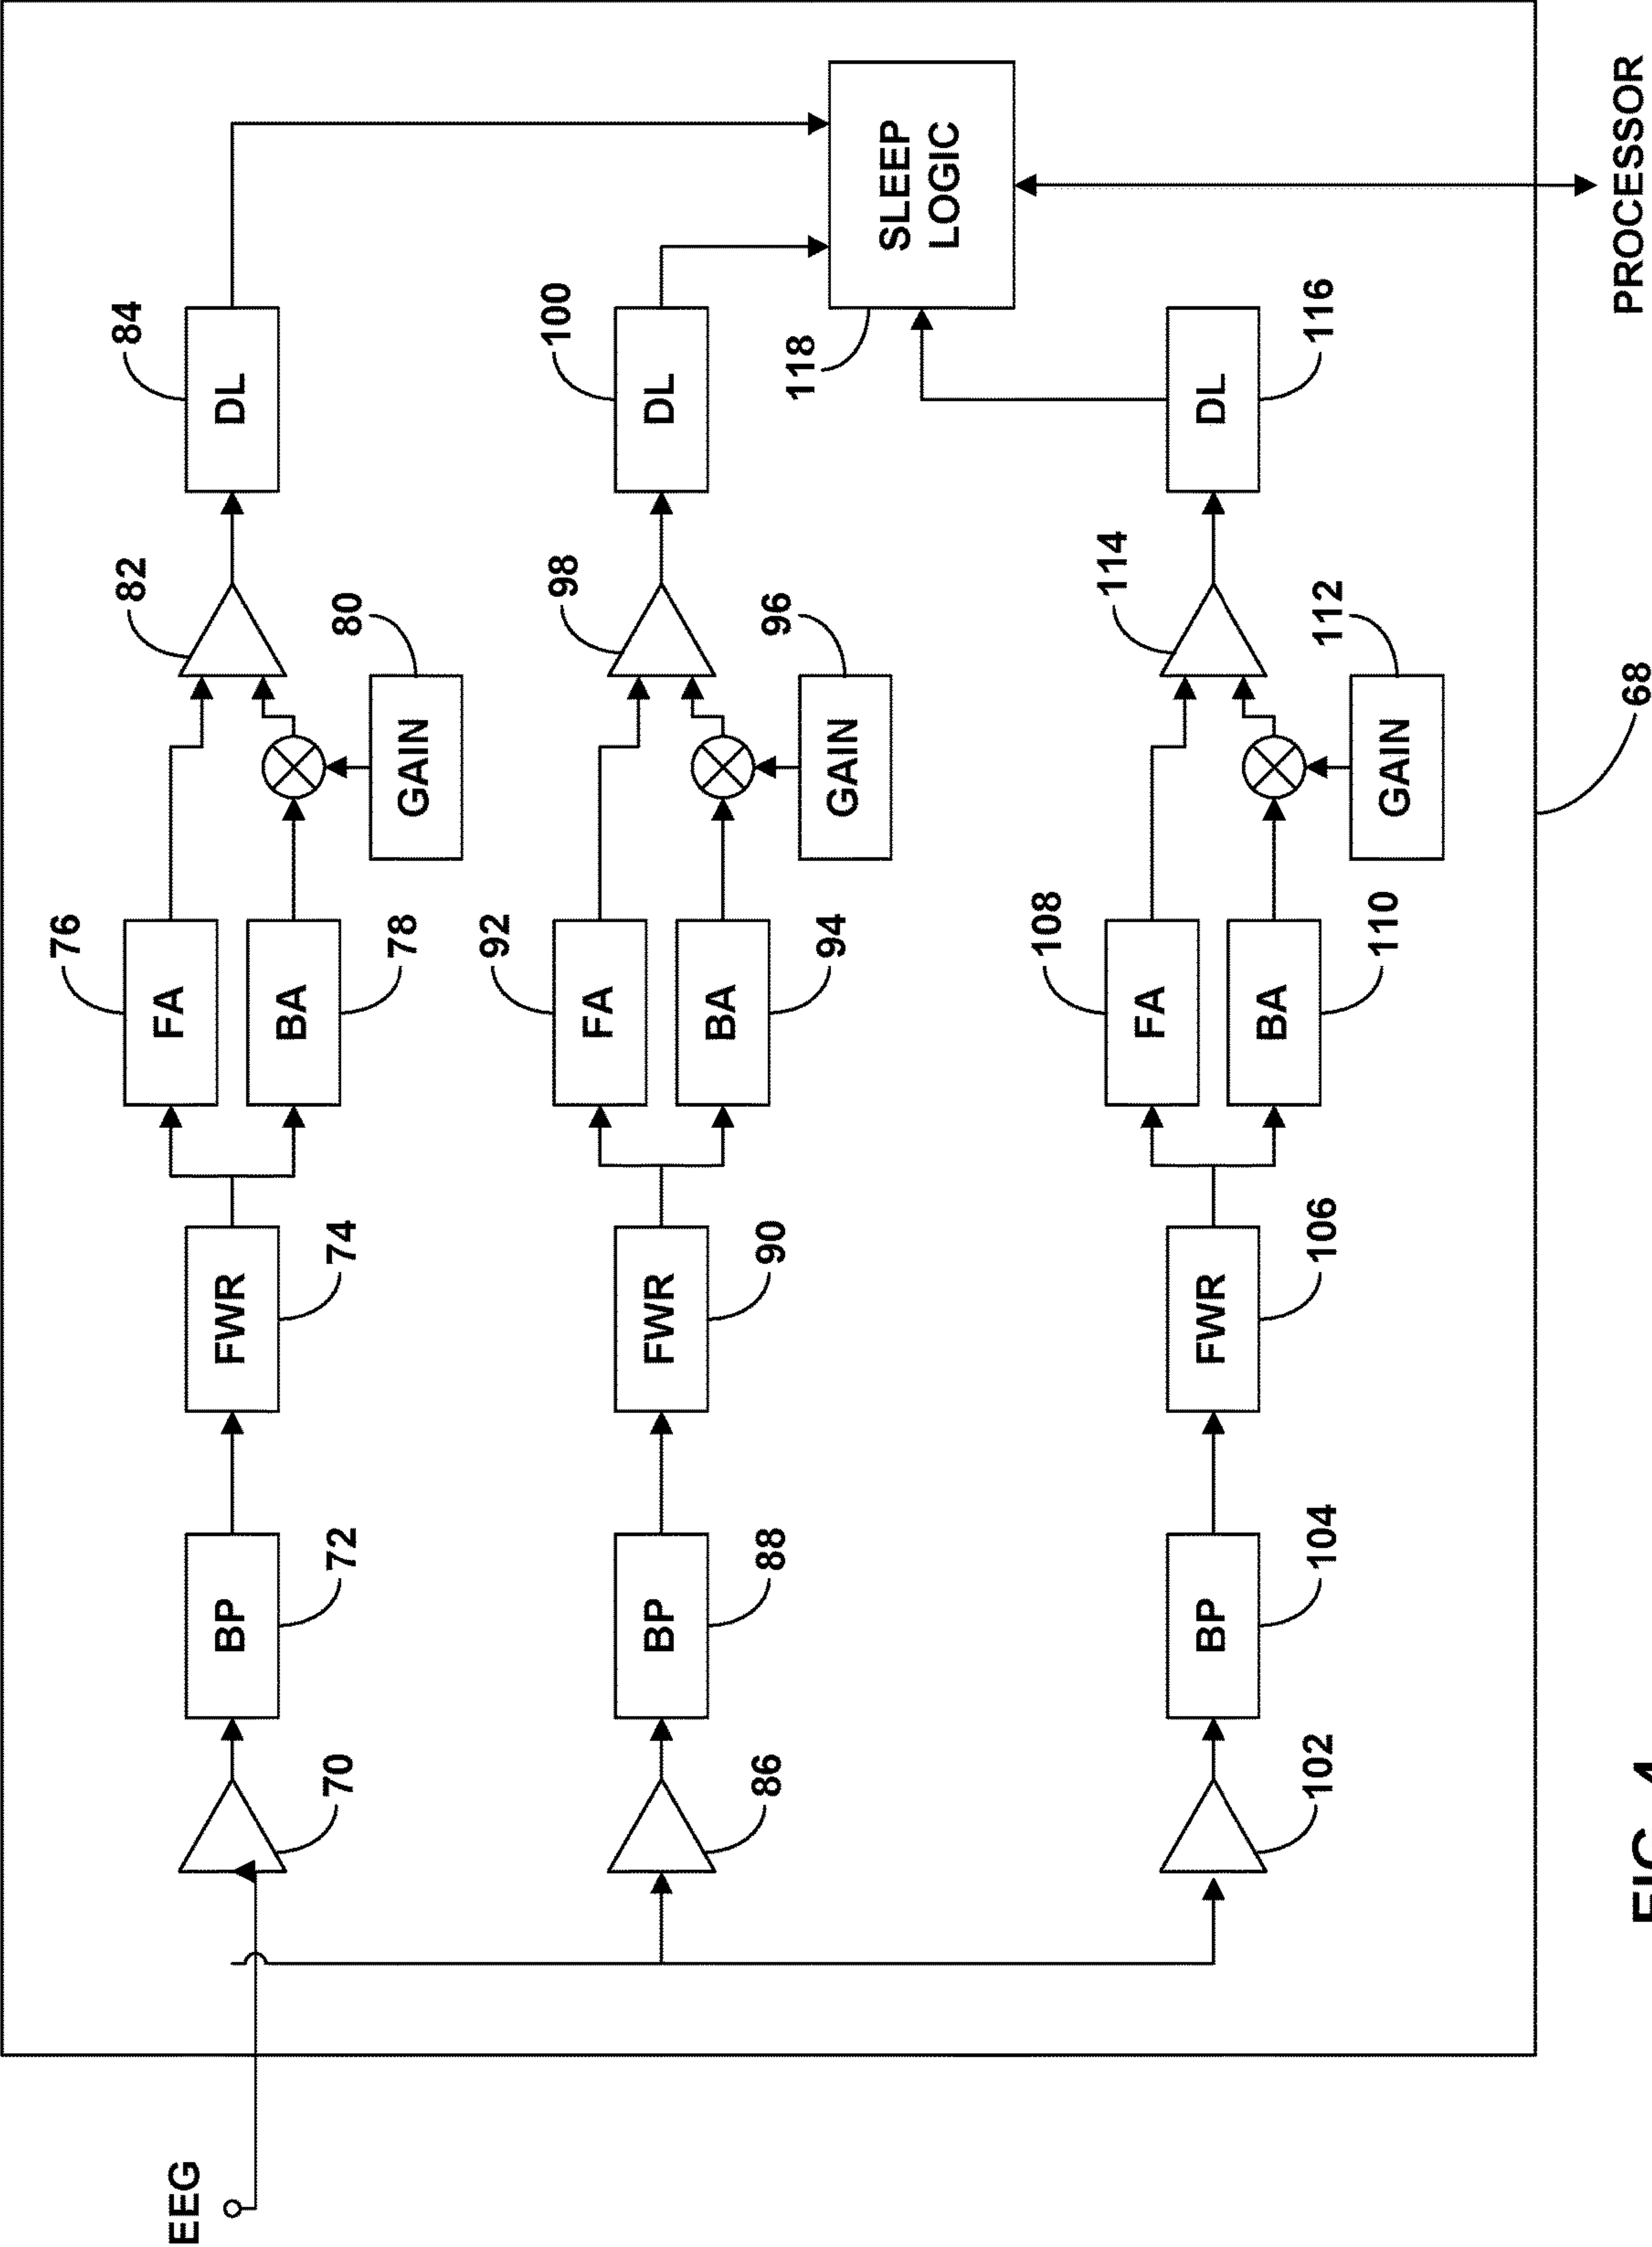 EEG
70
BP
72
FWR
74
FA
76
BA
78
GAIN
80
82
DL
84
86
BP
88
FWR
90
FA
92
BA
94
GAIN
96
98
DL
100
102
BP
104
FWR
106
FA
108
BA
110
GAIN
112
114
DL
116
SLEEP
LOGIC
118
PROCESSOR
68